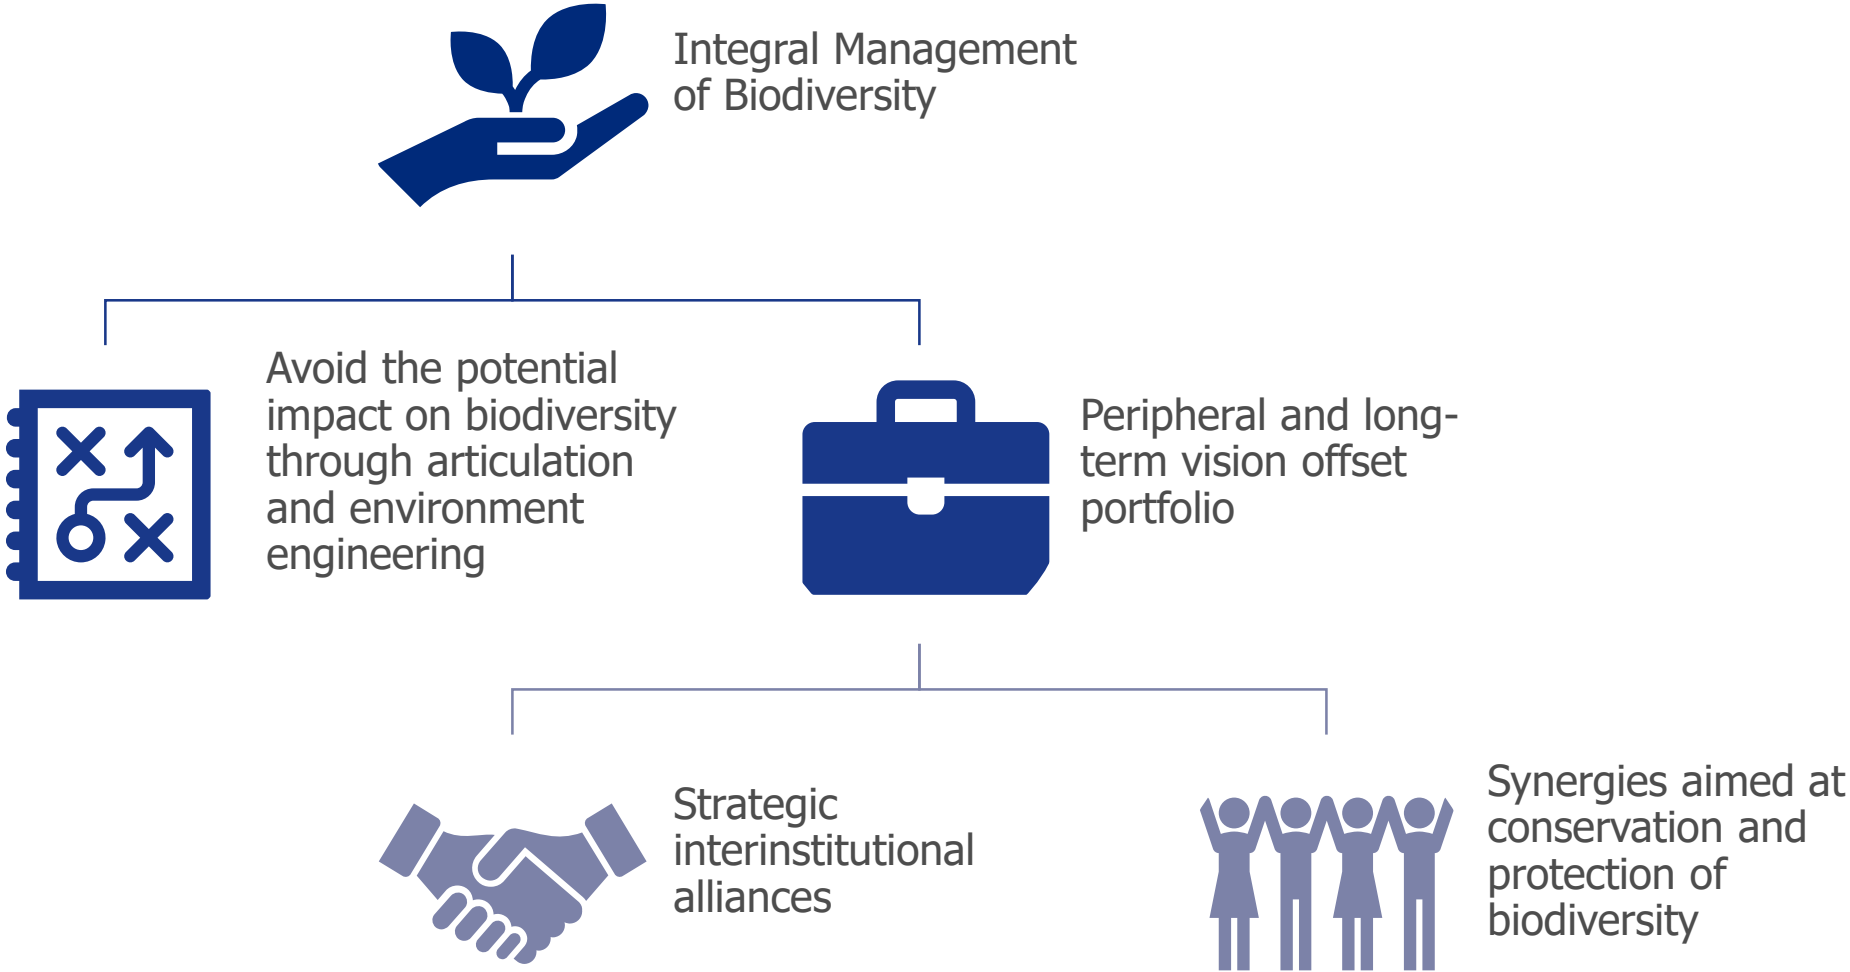 Integral Management
of Biodiversity
Avoid the potential
impact on biodiversity
through articulation
and environment
engineering
Peripheral and long-
term vision offset
portfolio
Strategic
interinstitutional
alliances
Synergies aimed at
conservation and
protection of
biodiversity